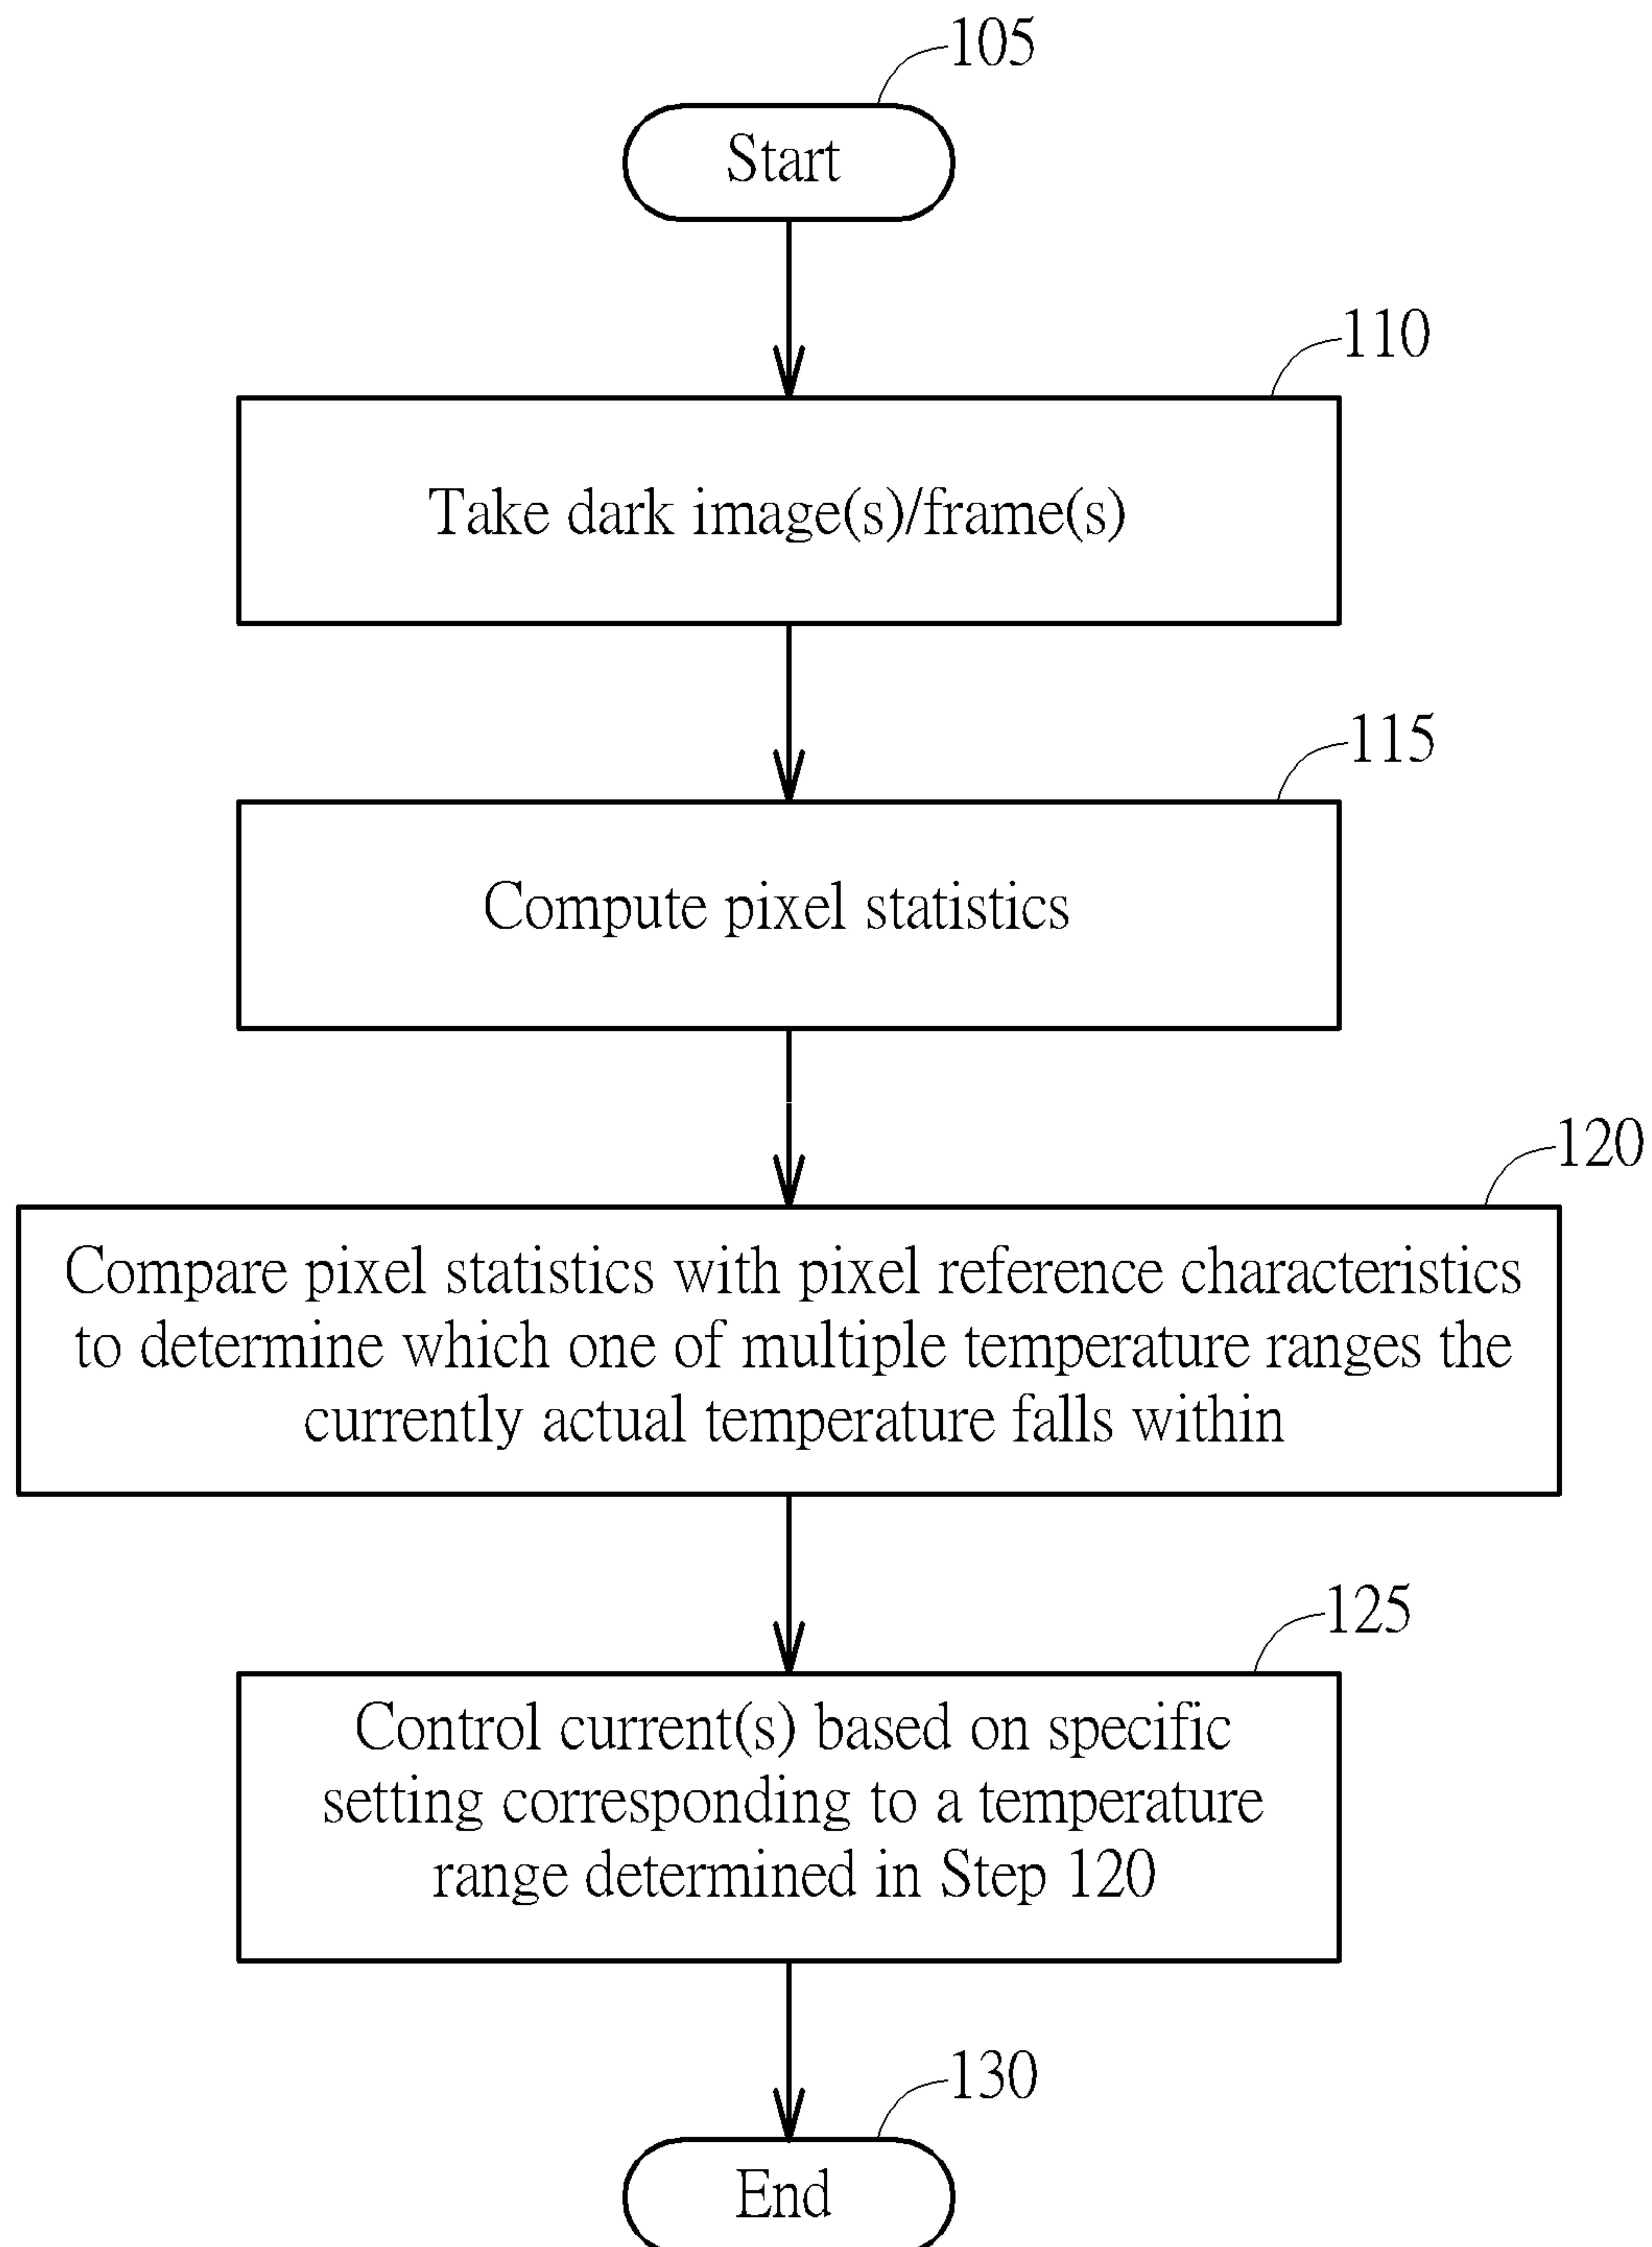 105
Start
110
Take dark image(s)/frame(s)
115
Compute pixel statistics
120
Compare pixel statistics with pixel reference characteristics
to determine which one of multiple temperature ranges the
currently actual temperature falls within
125
Control current(s) based on specific
setting corresponding to a temperature
range determined in Step 120
130
End